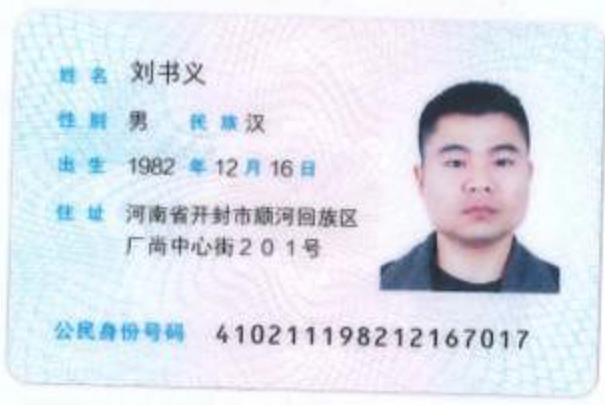 姓名 刘书义
性别 男 民族 汉
出生 1982 年 12 月 16 日
住址 河南省开封市顺河回族区
厂尚中心街201号
公民身份号码 410211198212167017